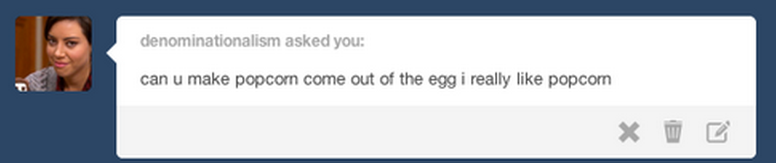 denominationalism asked you:
can u make popcorn come out of the egg i really like popcorn